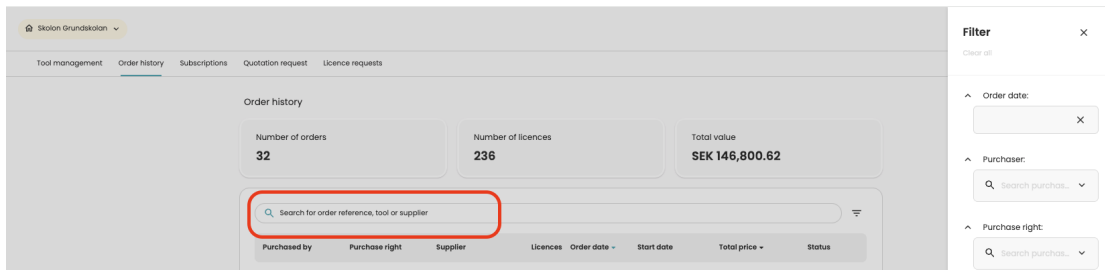 Skolon Grundskolan
Tool management Order history Subscriptions Quotation request Licence requests
Order history
Number of orders
32
Number of licences
236
Total value
SEK 146,800.62
Search for order reference, tool or supplier
Purchased by Purchase right Supplier Licences Order date Start date Total price Status
Filter
Clear all
Order date:
Purchaser:
Search purchas...
Purchase right:
Search purchas...